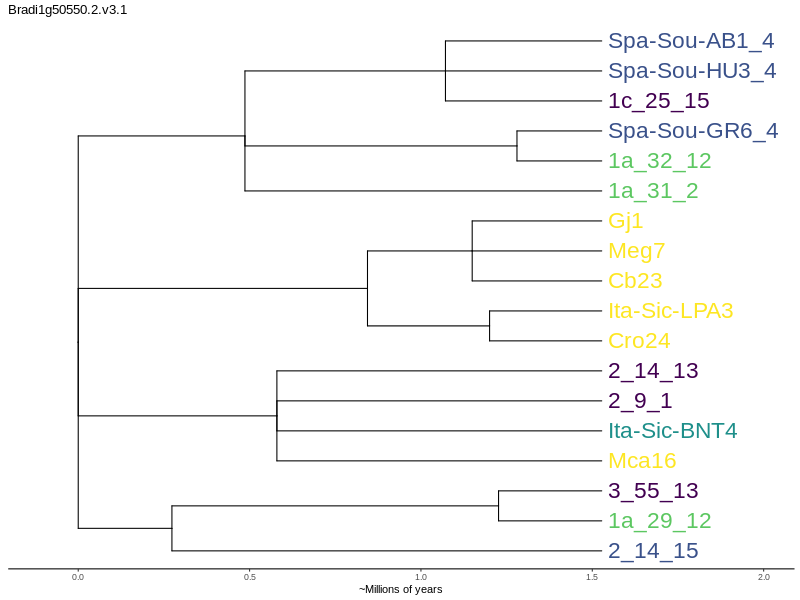 Bradi1g50550.2.v3.1
Spa-Sou-AB1_4
Spa-Sou-HU3_4
1c_25_15
Spa-Sou-GR6_4
1a_32_12
1a_31_2
Gj1
Meg7
Cb23
Ita-Sic-LPA3
Cro24
2_14_13
2_9_1
Ita-Sic-BNT4
Mca16
3_55_13
1a_29_12
2_14_15
0.0 0.5 1.0 1.5 2.0
~Millions of years